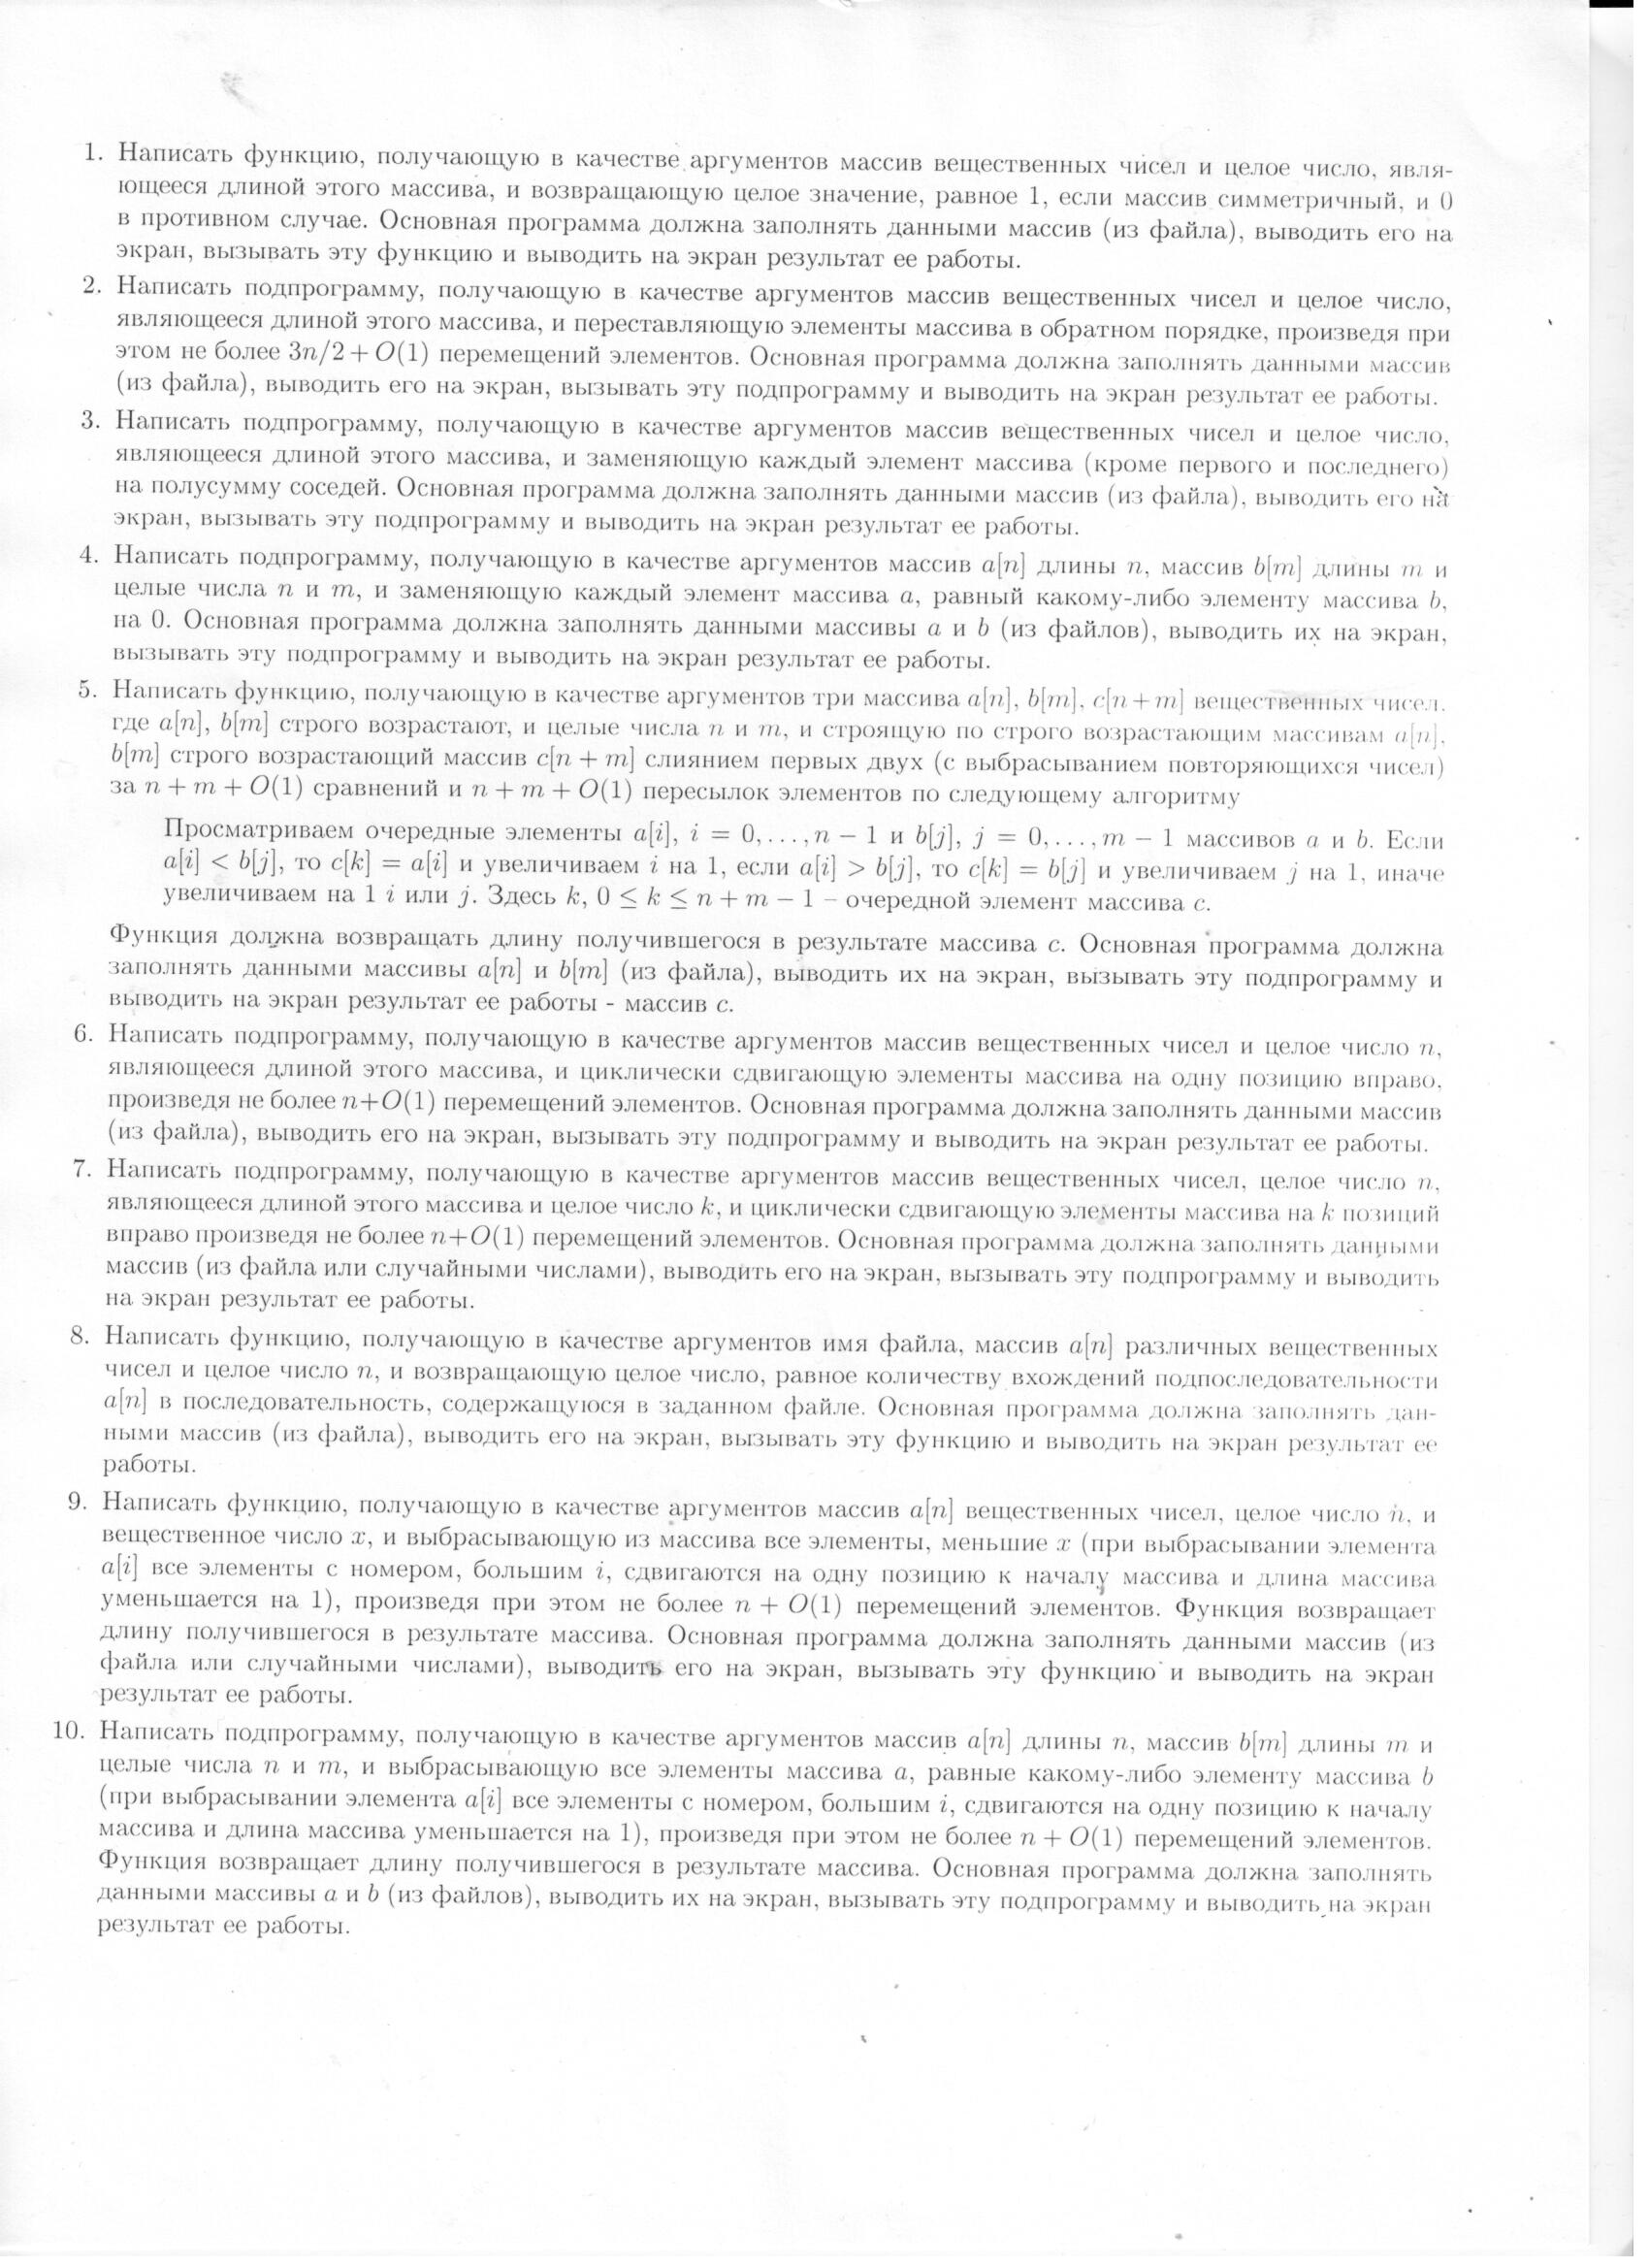 1. Написать функцию, получающую в качестве аргументов массив вещественных чисел и целое число, явля-
ющееся длиной этого массива, и возвращающую целое значение, равное 1, если массив симметричный, и 0
в противном случае. Основная программа должна заполнять данными массив (из файла), выводить его на
экран, вызывать эту функцию и выводить на экран результат ее работы.
2. Написать подпрограмму, получающую в качестве аргументов массив вещественных чисел и целое число,
являющееся длиной этого массива, и переставляющую элементы массива в обратном порядке, произведя при
этом не более 3n/2 + O(1) перемещений элементов. Основная программа должна заполнять данными массив
(из файла), выводить его на экран, вызывать эту подпрограмму и выводить на экран результат ее работы.
3. Написать подпрограмму, получающую в качестве аргументов массив вещественных чисел и целое число,
являющееся длиной этого массива, и заменяющую каждый элемент массива (кроме первого и последнего)
на полусумму соседей. Основная программа должна заполнять данными массив (из файла), выводить его на
экран, вызывать эту подпрограмму и выводить на экран результат ее работы.
4. Написать подпрограмму, получающую в качестве аргументов массив a[n] длины n, массив b[m] длины m и
целые числа n и m, и заменяющую каждый элемент массива a, равный какому-либо элементу массива b,
на 0. Основная программа должна заполнять данными массивы a и b (из файлов), выводить их на экран,
вызывать эту подпрограмму и выводить на экран результат ее работы.
5. Написать функцию, получающую в качестве аргументов три массива a[n], b[m], c[n + m] вещественных чисел,
где a[n], b[m] строго возрастают, и целые числа n и m, и строящую по строго возрастающим массивам a[n],
b[m] строго возрастающий массив c[n + m] слиянием первых двух (с выбрасыванием повторяющихся чисел)
за n + m + O(1) сравнений и n + m + O(1) пересылок элементов по следующему алгоритму
Просматриваем очередные элементы a[i], i = 0, . . . , n − 1 и b[j], j = 0, . . . , m − 1 массивов a и b. Если
a[i] < b[j], то c[k] = a[i] и увеличиваем i на 1, если a[i] > b[j], то c[k] = b[j] и увеличиваем j на 1, иначе
увеличиваем на 1 i или j. Здесь k, 0 ≤ k ≤ n + m − 1 – очередной элемент массива c.
Функция должна возвращать длину получившегося в результате массива c. Основная программа должна
заполнять данными массивы a[n] и b[m] (из файла), выводить их на экран, вызывать эту подпрограмму и
выводить на экран результат ее работы - массив c.
6. Написать подпрограмму, получающую в качестве аргументов массив вещественных чисел и целое число n,
являющееся длиной этого массива, и циклически сдвигающую элементы массива на одну позицию вправо,
произведя не более n+O(1) перемещений элементов. Основная программа должна заполнять данными массив
(из файла), выводить его на экран, вызывать эту подпрограмму и выводить на экран результат ее работы.
7. Написать подпрограмму, получающую в качестве аргументов массив вещественных чисел, целое число n,
являющееся длиной этого массива и целое число k, и циклически сдвигающую элементы массива на k позиций
вправо произведя не более n+O(1) перемещений элементов. Основная программа должна заполнять данными
массив (из файла или случайными числами), выводить его на экран, вызывать эту подпрограмму и выводить
на экран результат ее работы.
8. Написать функцию, получающую в качестве аргументов имя файла, массив a[n] различных вещественных
чисел и целое число n, и возвращающую целое число, равное количеству вхождений подпоследовательности
a[n] в последовательность, содержащуюся в заданном файле. Основная программа должна заполнять дан-
ными массив (из файла), выводить его на экран, вызывать эту функцию и выводить на экран результат ее
работы.
9. Написать функцию, получающую в качестве аргументов массив a[n] вещественных чисел, целое число n, и
вещественное число x, и выбрасывающую из массива все элементы, меньшие x (при выбрасывании элемента
a[i] все элементы с номером, большим i, сдвигаются на одну позицию к началу массива и длина массива
уменьшается на 1), произведя при этом не более n + O(1) перемещений элементов. Функция возвращает
длину получившегося в результате массива. Основная программа должна заполнять данными массив (из
файла или случайными числами), выводить его на экран, вызывать эту функцию и выводить на экран
результат ее работы.
10. Написать подпрограмму, получающую в качестве аргументов массив a[n] длины n, массив b[m] длины m и
целые числа n и m, и выбрасывающую все элементы массива a, равные какому-либо элементу массива b
(при выбрасывании элемента a[i] все элементы с номером, большим i, сдвигаются на одну позицию к началу
массива и длина массива уменьшается на 1), произведя при этом не более n + O(1) перемещений элементов.
Функция возвращает длину получившегося в результате массива. Основная программа должна заполнять
данными массивы a и b (из файлов), выводить их на экран, вызывать эту подпрограмму и выводить на экран
результат ее работы.